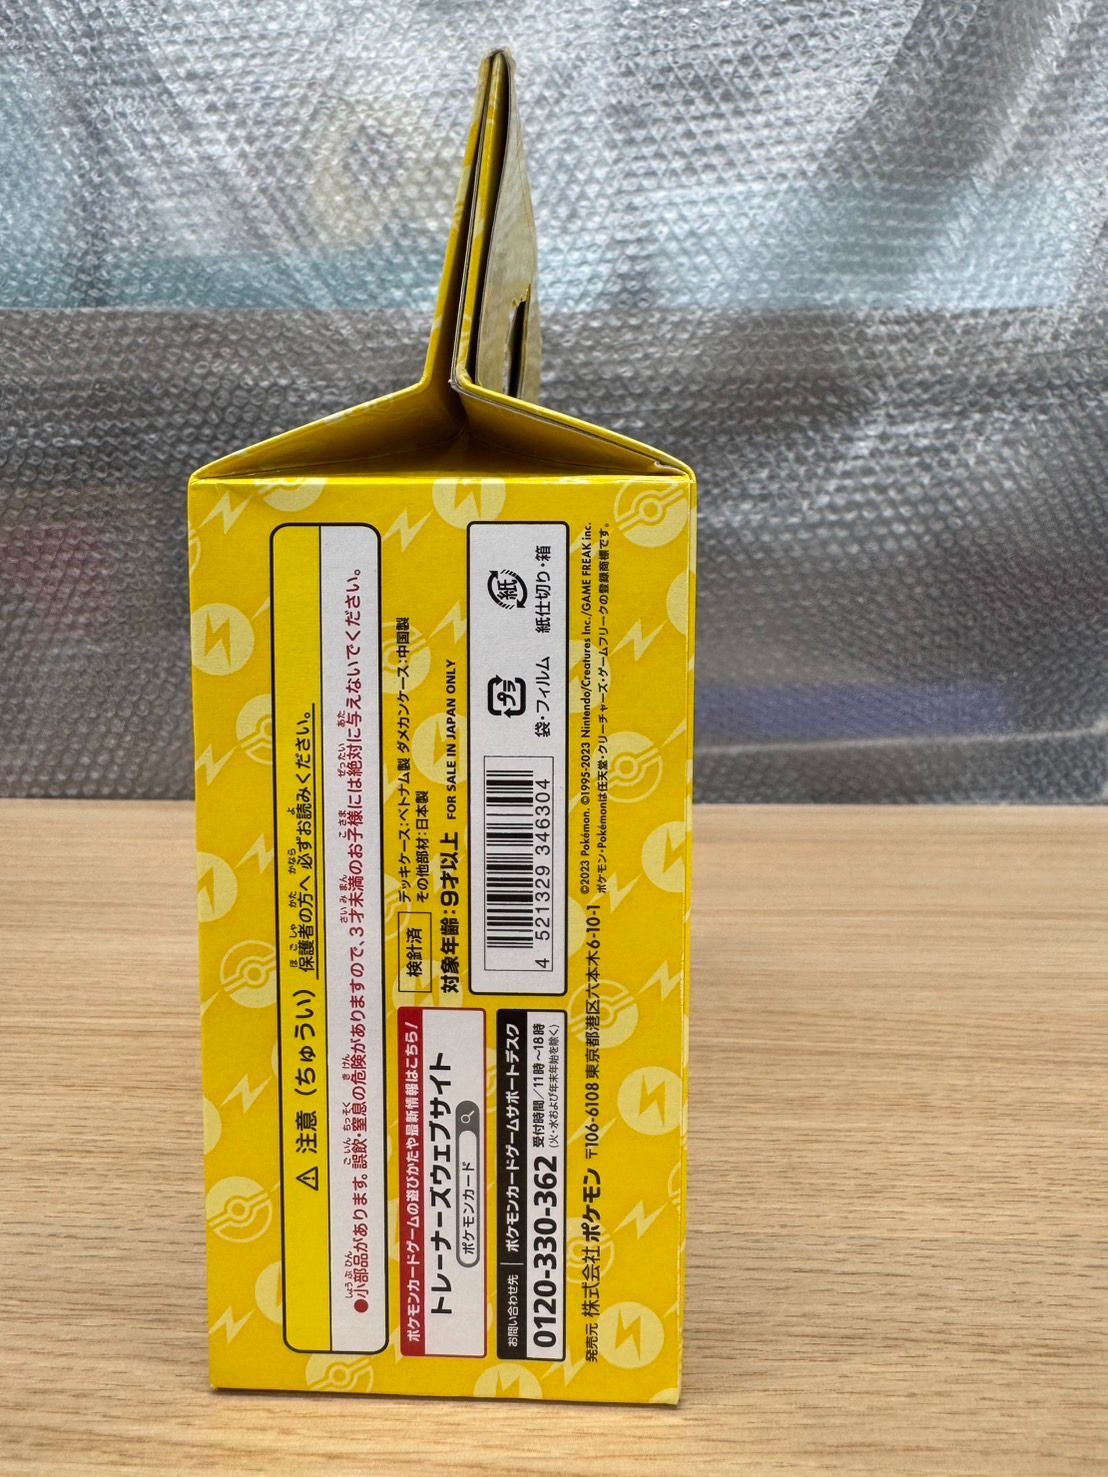 ⚠ 注意（ちゅうい）保護者の方へ 必ずお読みください。
●小部品があります。誤飲・窒息の危険がありますので、3才未満のお子様には絶対に与えないでください。
ポケモンカードゲームの遊びかたや最新情報はこちら！
トレーナーズウェブサイト
ポケモンカード
検針済
デッキケース：ベトナム製 ダメカンケース：中国製
その他部材：日本製
対象年齢：9才以上 FOR SALE IN JAPAN ONLY
お問い合わせ先 ポケモンカードゲームサポートデスク
0120-330-362
受付時間／11時～18時
（火・水および年末年始を除く）
4 521329 346304
プラ
袋・フィルム
紙
紙仕切り・箱
発売元 株式会社ポケモン 〒106-6108 東京都港区六本木6-10-1
©2023 Pokémon. ©1995-2023 Nintendo/Creatures Inc./GAME FREAK inc.
ポケモン・Pokémonは任天堂・クリーチャーズ・ゲームフリークの登録商標です。